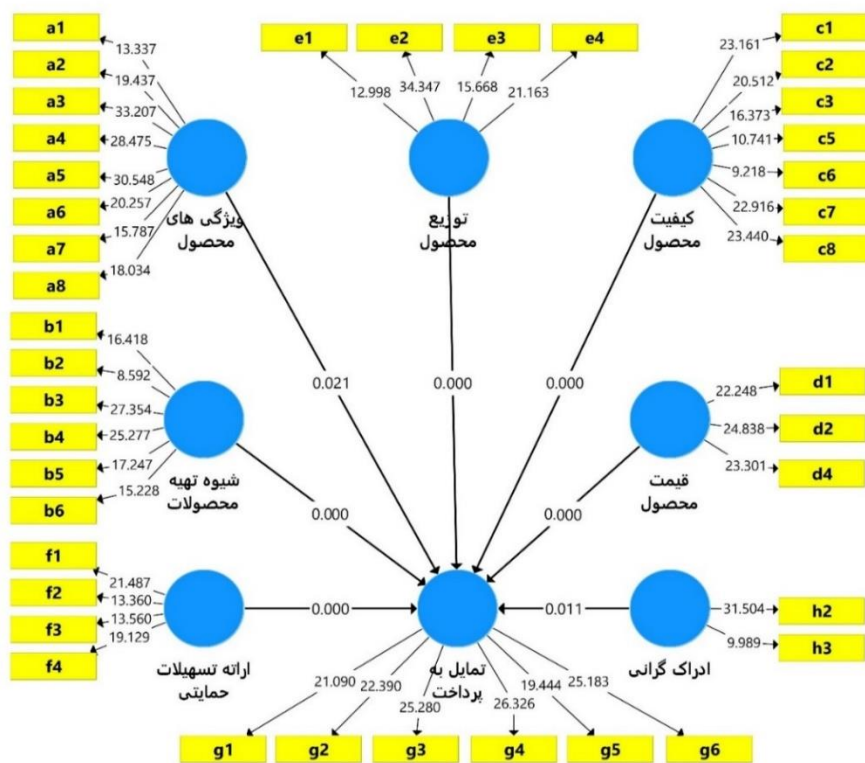 a1
a2
a3
a4
a5
a6
a7
a8
13.337
19.437
33.207
28.475
30.548
20.257
15.787
18.034
ویژگی های
محصول
e1
e2
e3
e4
12.998
34.347
15.668
21.163
توزیع
محصول
c1
c2
c3
c5
c6
c7
c8
23.161
20.512
16.373
10.741
9.218
22.916
23.440
کیفیت
محصول
0.021
0.000
0.000
b1
b2
b3
b4
b5
b6
16.418
8.592
27.354
25.277
17.247
15.228
شیوه تهیه
محصولات
0.000
d1
d2
d4
22.248
24.838
23.301
قیمت
محصول
0.000
f1
f2
f3
f4
21.487
13.360
13.560
19.129
اراته تسهیلات
حمایتی
0.000
تمایل به
پرداخت
0.011
ادراک گرانی
h2
h3
31.504
9.989
21.090
22.390
25.280
26.326
19.444
25.183
g1
g2
g3
g4
g5
g6